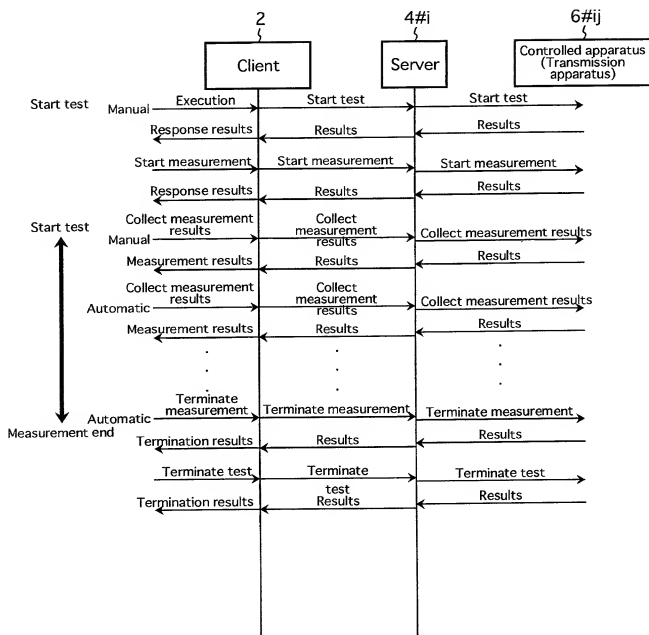 2
4#i
6#ij
Client
Server
Controlled apparatus
(Transmission
apparatus)
Start test
Manual
Execution
Start test
Start test
Response results
Results
Results
Start measurement
Start measurement
Start measurement
Response results
Results
Results
Start test
Manual
Collect measurement
results
Collect
measurement
results
Collect measurement results
Measurement results
Results
Results
Automatic
Collect measurement
results
Collect
measurement
results
Collect measurement results
Measurement results
Results
Results
Automatic
Terminate
measurement
Terminate measurement
Terminate measurement
Measurement end
Termination results
Results
Results
Terminate test
Terminate
test
Terminate test
Termination results
Results
Results